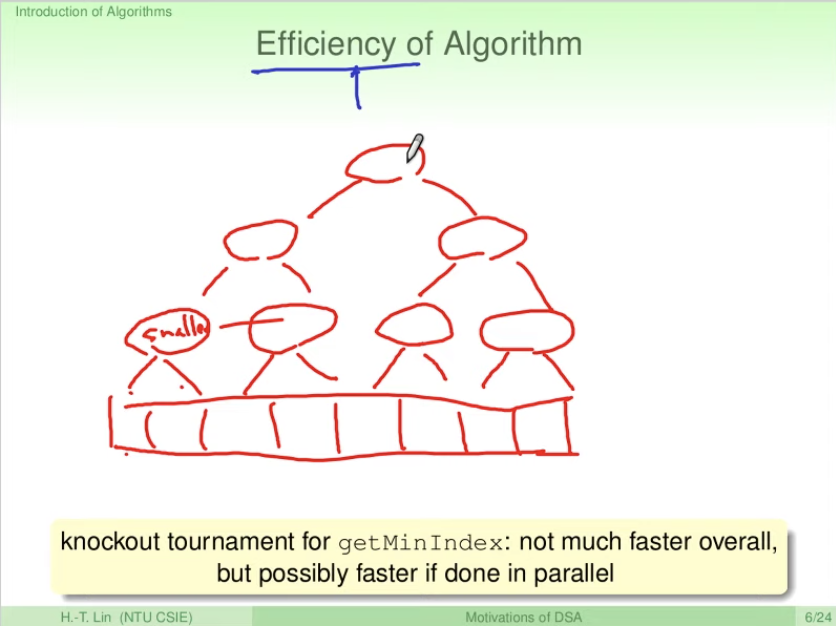 Introduction of Algorithms
Efficiency of Algorithm
smaller
knockout tournament for getMinIndex: not much faster overall,
but possibly faster if done in parallel
H.-T. Lin (NTU CSIE) Motivations of DSA 6/24